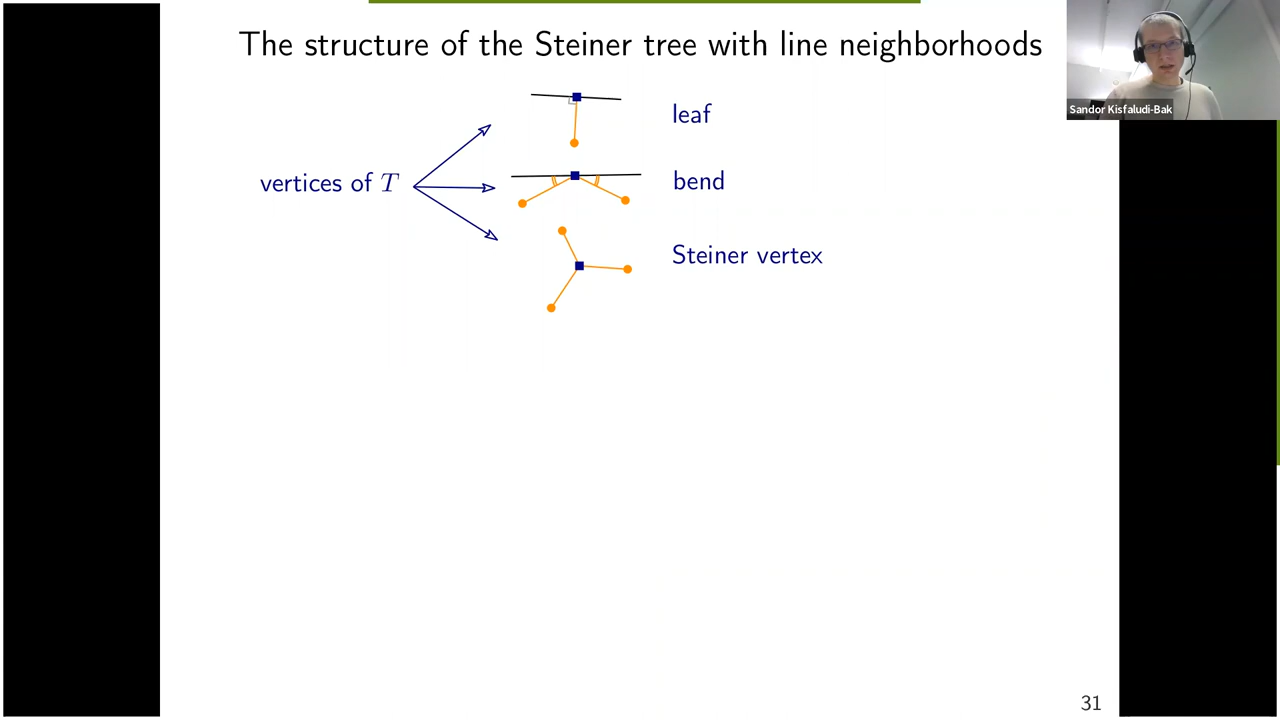 The structure of the Steiner tree with line neighborhoods
Sandor Kisfaludi-Bak
leaf
vertices of T
bend
Steiner vertex
31